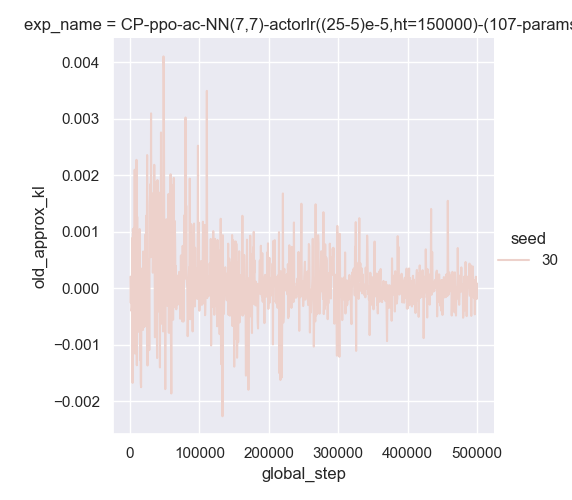 exp_name = CP-ppo-ac-NN(7,7)-actorlr((25-5)e-5,ht=150000)-(107-params
0.004
0.003
0.002
0.001
0.000
−0.001
−0.002
old_approx_kl
0 100000 200000 300000 400000 500000
global_step
seed
30